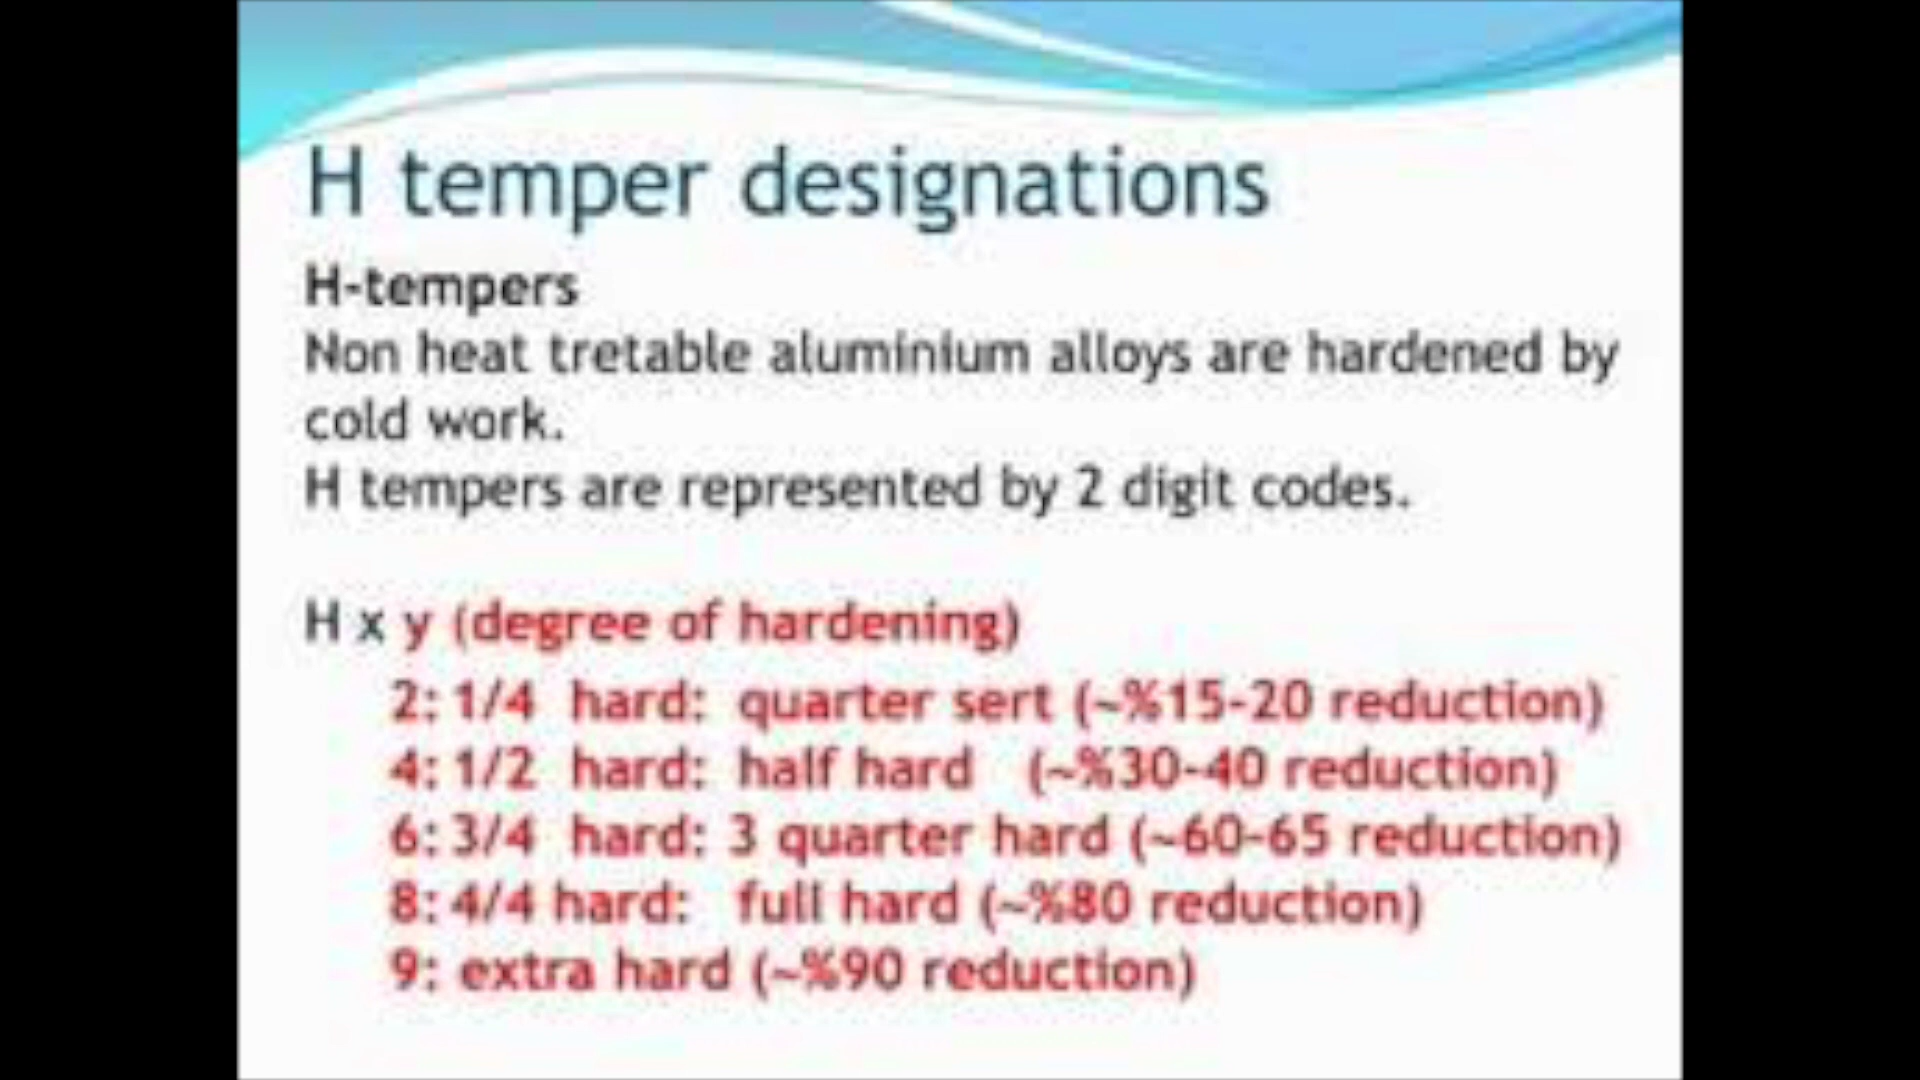 H temper designations
H-tempers
Non heat tretable aluminium alloys are hardened by
cold work.
H tempers are represented by 2 digit codes.
H x y (degree of hardening)
2: 1/4 hard: quarter sert (~%15-20 reduction)
4: 1/2 hard: half hard (~%30-40 reduction)
6: 3/4 hard: 3 quarter hard (~60-65 reduction)
8: 4/4 hard: full hard (~%80 reduction)
9: extra hard (~%90 reduction)